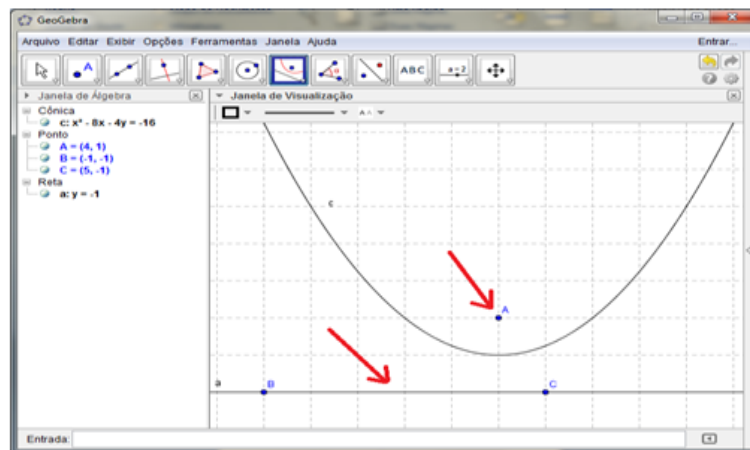 GeoGebra
Arquivo Editar Exibir Opções Ferramentas Janela Ajuda
Entrar...
A
ABC
a=2
Janela de Álgebra
Janela de Visualização
Cônica
c: x² - 8x - 4y = -16
Ponto
A = (4, 1)
B = (-1, -1)
C = (5, -1)
Reta
a: y = -1
c
A
a
B
C
Entrada: